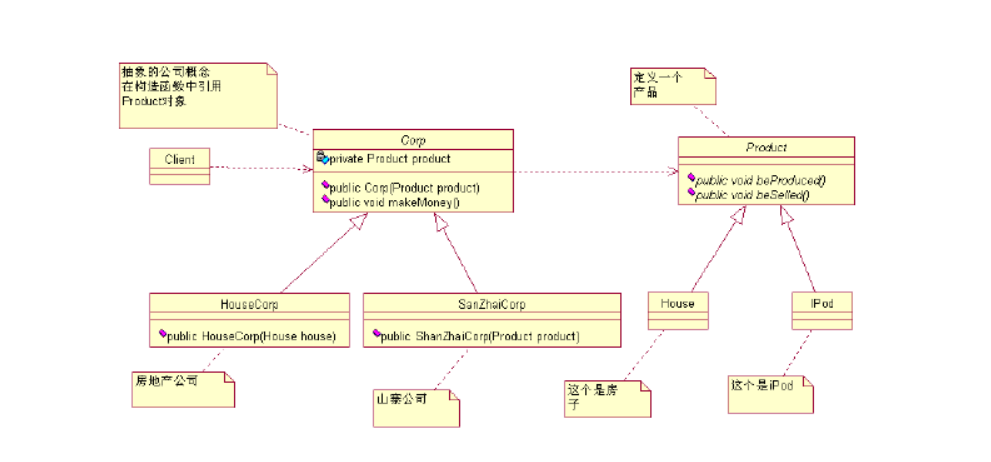 抽象的公司概念
在构造函数中引用
Product对象
定义一个
产品
Client
Corp
private Product product
public Corp(Product product)
public void makeMoney()
Product
public void beProduced()
public void beSelled()
HouseCorp
public HouseCorp(House house)
SanZhaiCorp
public ShanZhaiCorp(Product product)
House
IPod
房地产公司
山寨公司
这个是房
子
这个是iPod